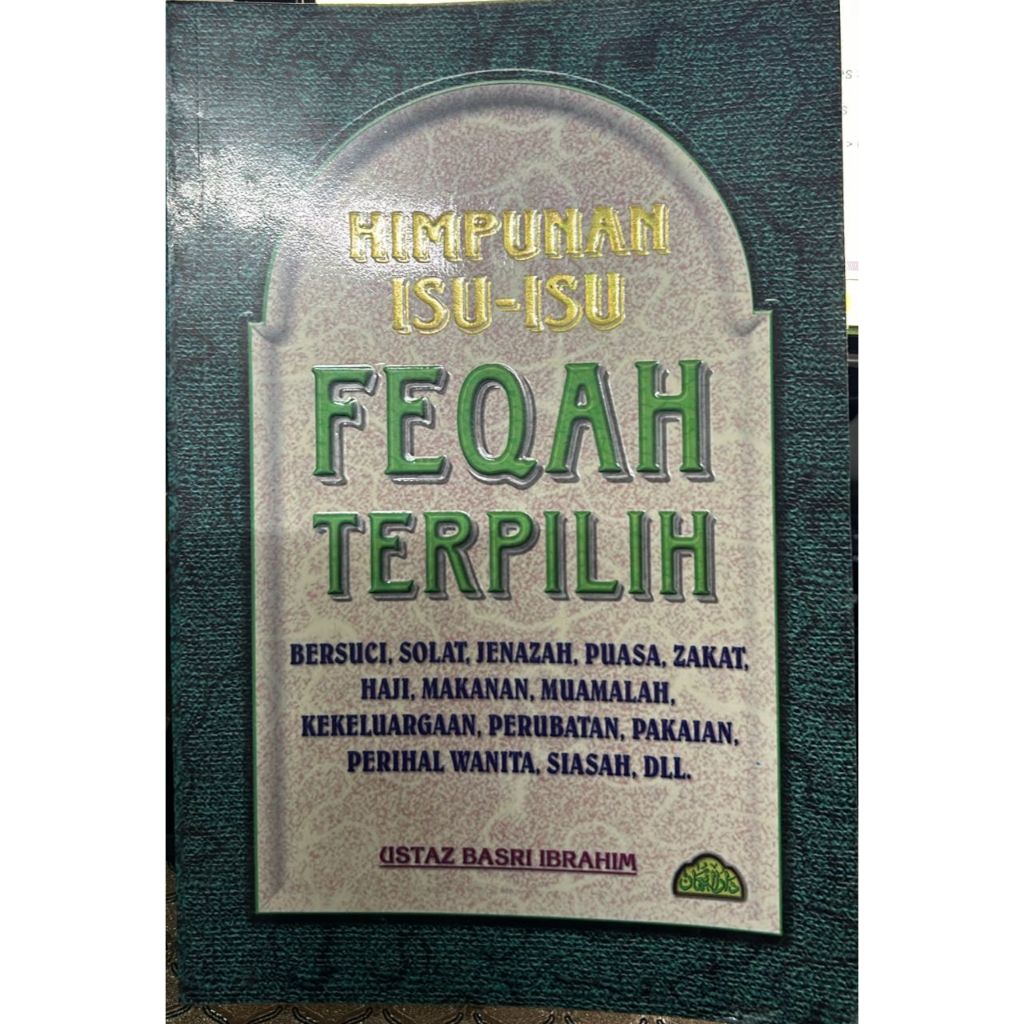 HIMPUNAN
ISU-ISU
FEQAH
TERPILIH
BERSUCI, SOLAT, JENAZAH, PUASA, ZAKAT,
HAJI, MAKANAN, MUAMALAH,
KEKELUARGAAN, PERUBATAN, PAKAIAN,
PERIHAL WANITA, SIASAH, DLL.
USTAZ BASRI IBRAHIM